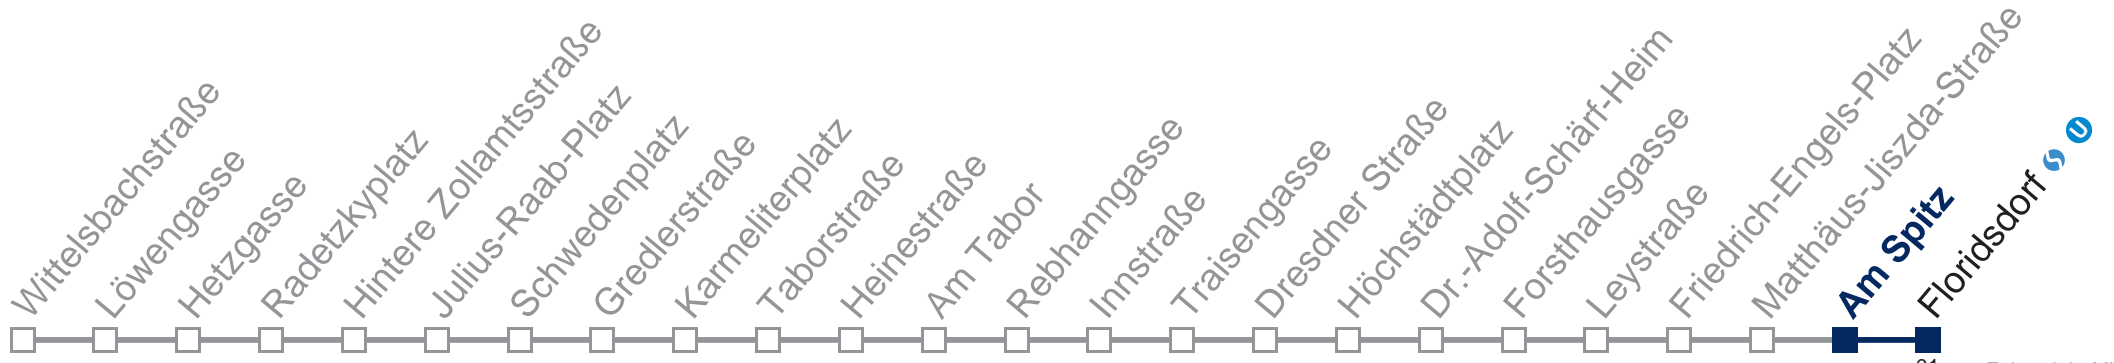 Wittelsbachstraße
Löwengasse
Hetzgasse
Radetzkyplatz
Hintere Zollamtsstraße
Julius-Raab-Platz
Schwedenplatz
Gredlerstraße
Karmeliterplatz
Taborstraße
Heinestraße
Am Tabor
Rebhanngasse
Innstraße
Traisengasse
Dresdner Straße
Höchstädtplatz
Dr.-Adolf-Schärf-Heim
Forsthausgasse
Leystraße
Friedrich-Engels-Platz
Matthäus-Jiszda-Straße
Am Spitz
Floridsdorf S U